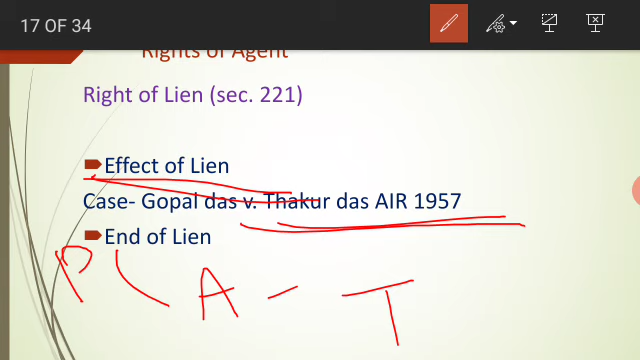 17 OF 34
Rights of Agent
Right of Lien (sec. 221)
Effect of Lien
Case- Gopal das v. Thakur das AIR 1957
End of Lien
P ( A - T